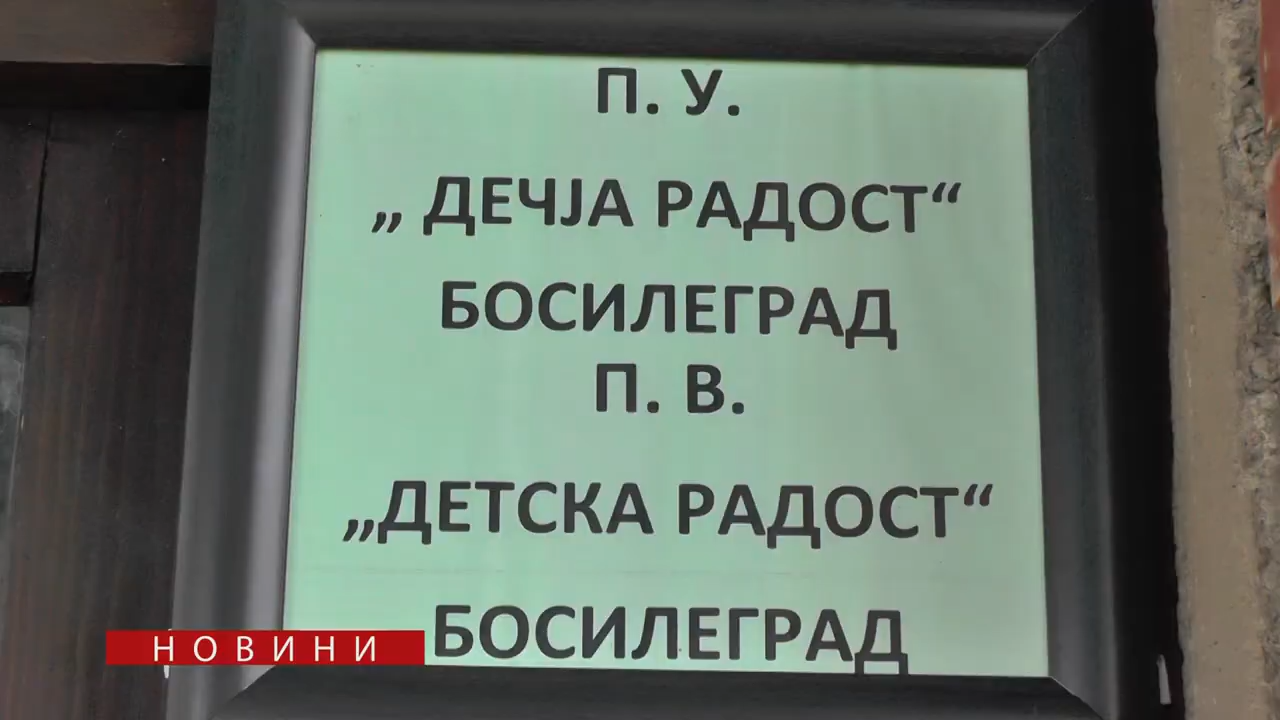 П. У.
„ ДЕЧЈА РАДОСТ“
БОСИЛЕГРАД
П. В.
„ДЕТСКА РАДОСТ“
БОСИЛЕГРАД
НОВИНИ